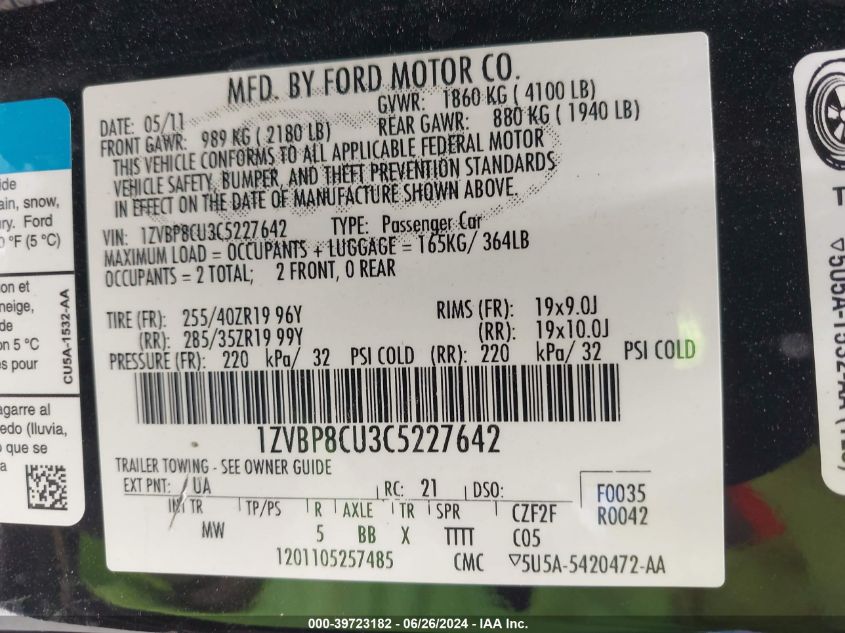 MFD. BY FORD MOTOR CO.
DATE: 05/11 GVWR: 1860 KG ( 4100 LB)
FRONT GAWR: 989 KG ( 2180 LB) REAR GAWR: 880 KG ( 1940 LB)
THIS VEHICLE CONFORMS TO ALL APPLICABLE FEDERAL MOTOR
VEHICLE SAFETY, BUMPER, AND THEFT PREVENTION STANDARDS
IN EFFECT ON THE DATE OF MANUFACTURE SHOWN ABOVE.
VIN: 1ZVBP8CU3C5227642 TYPE: Passenger Car
MAXIMUM LOAD = OCCUPANTS + LUGGAGE = 165KG/ 364LB
OCCUPANTS = 2 TOTAL; 2 FRONT, 0 REAR
TIRE (FR): 255/40ZR19 96Y RIMS (FR): 19x9.0J
(RR): 285/35ZR19 99Y (RR): 19x10.0J
PRESSURE (FR): 220 kPa/ 32 PSI COLD (RR): 220 kPa/ 32 PSI COLD
1ZVBP8CU3C5227642
TRAILER TOWING - SEE OWNER GUIDE
EXT PNT: UA RC: 21 DSO: F0035
INT TR TP/PS R AXLE TR SPR CZF2F R0042
MW 5 BB X TTTT C05
1201105257485 CMC ▽5U5A-5420472-AA
ide
ain, snow,
ury. Ford
°F (5 °C)
on et
neige,
de
on 5 °C
es pour
CU5A-1532-AA
agarre al
edo (lluvia,
o que se
a
T
000-39723182 - 06/26/2024 - IAA Inc.